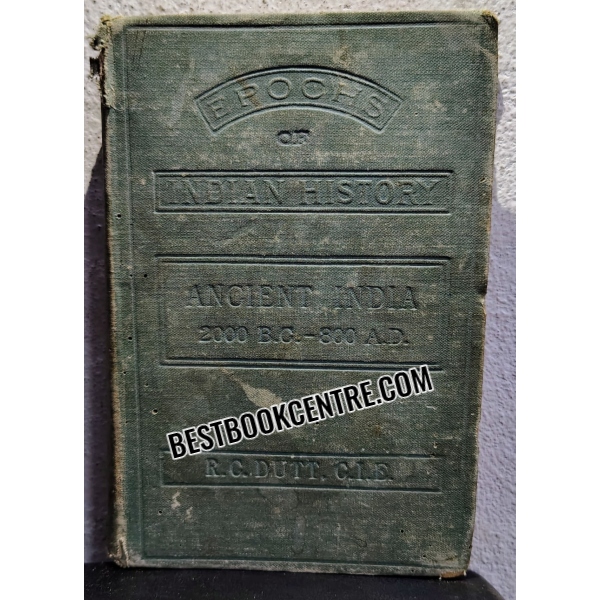 EPOCHS
OF
INDIAN HISTORY
ANCIENT INDIA
2000 B.C.-800 A.D.
BESTBOOKCENTRE.COM
R.C. DUTT, C.I.E.